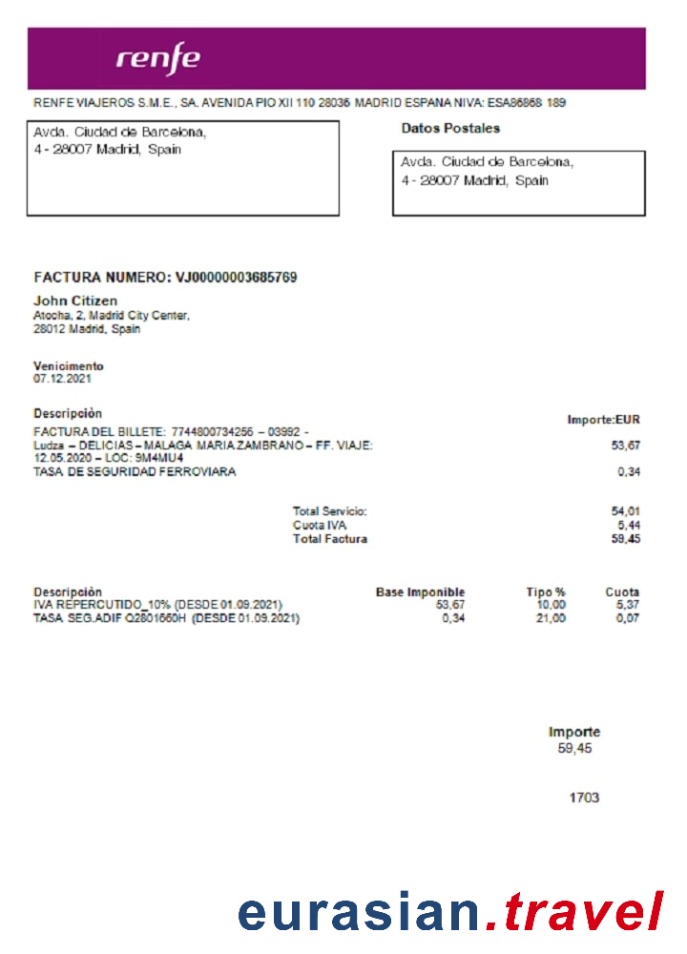 renfe
RENFE VIAJEROS S.M.E., SA. AVENIDA PIO XII 110 28036 MADRID ESPANA NIVA: ESA86868 189
Avda. Ciudad de Barcelona,
4 - 28007 Madrid, Spain
Datos Postales
Avda. Ciudad de Barcelona,
4 - 28007 Madrid, Spain
FACTURA NUMERO: VJ00000003685769
John Citizen
Atocha, 2, Madrid City Center,
28012 Madrid, Spain
Venicimento
07.12.2021
Descripciòn Importe:EUR
FACTURA DEL BILLETE: 7744800734256 – 03992 -
Ludza – DELICIAS – MALAGA MARIA ZAMBRANO – FF. VIAJE: 53,67
12.05.2020 – LOC: 9M4MU4
TASA DE SEGURIDAD FERROVIARA 0,34
Total Servicio: 54,01
Cuota IVA 5,44
Total Factura 59,45
Descripciòn Base Imponible Tipo % Cuota
IVA REPERCUTIDO_10% (DESDE 01.09.2021) 53,67 10,00 5,37
TASA SEG.ADIF Q2801660H (DESDE 01.09.2021) 0,34 21,00 0,07
Importe
59,45
1703
eurasian.travel